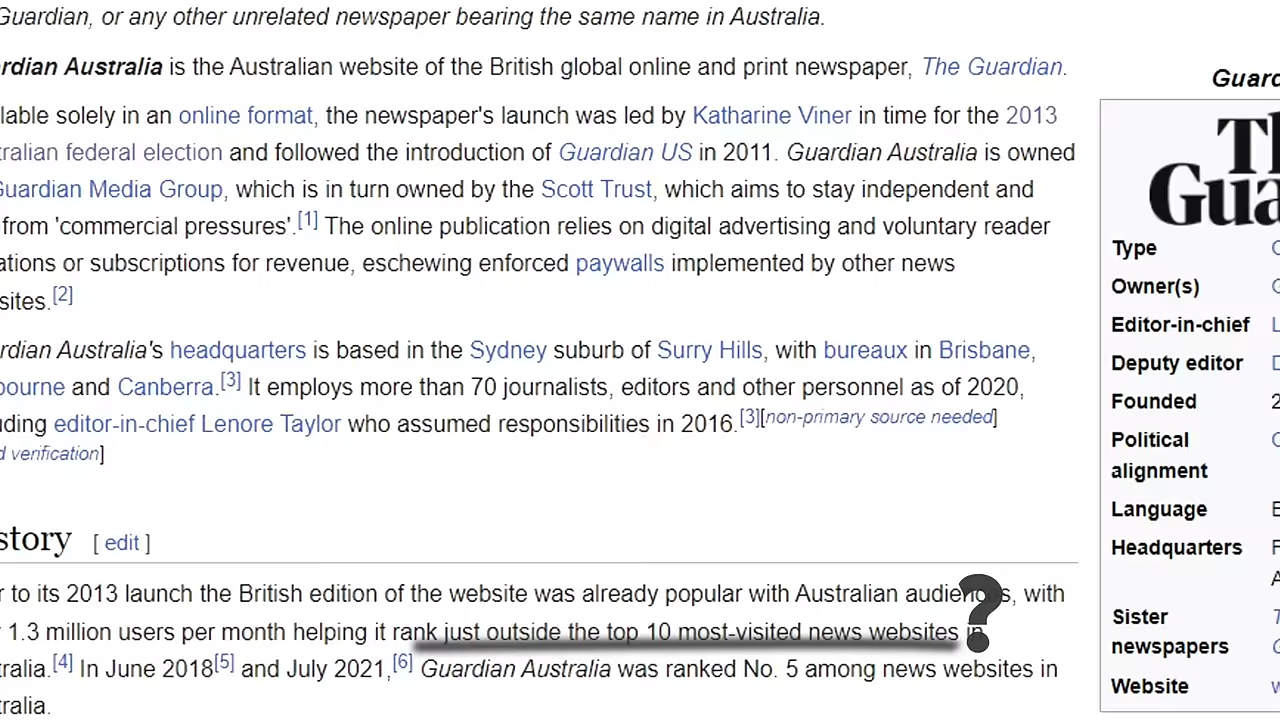 Guardian, or any other unrelated newspaper bearing the same name in Australia.
rdian Australia is the Australian website of the British global online and print newspaper, The Guardian.
lable solely in an online format, the newspaper's launch was led by Katharine Viner in time for the 2013
tralian federal election and followed the introduction of Guardian US in 2011. Guardian Australia is owned
Guardian Media Group, which is in turn owned by the Scott Trust, which aims to stay independent and
from 'commercial pressures'.[1] The online publication relies on digital advertising and voluntary reader
ations or subscriptions for revenue, eschewing enforced paywalls implemented by other news
sites.[2]
rdian Australia's headquarters is based in the Sydney suburb of Surry Hills, with bureaux in Brisbane,
bourne and Canberra.[3] It employs more than 70 journalists, editors and other personnel as of 2020,
uding editor-in-chief Lenore Taylor who assumed responsibilities in 2016.[3][non-primary source needed]
d verification]
story [ edit ]
r to its 2013 launch the British edition of the website was already popular with Australian audiences, with
1.3 million users per month helping it rank just outside the top 10 most-visited news websites in
tralia.[4] In June 2018[5] and July 2021,[6] Guardian Australia was ranked No. 5 among news websites in
tralia.
?
Guard
Th
Gua
Type
Owner(s)
Editor-in-chief L
Deputy editor
Founded 2
Political
alignment
Language E
Headquarters F
A
Sister
newspapers
Website w